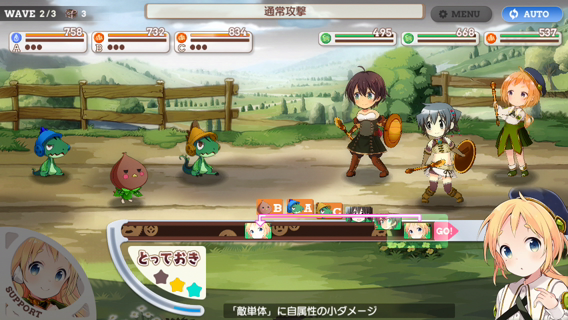 WAVE 2/3 3
通常攻撃
MENU
AUTO
758
A
732
B
834
C
495
668
537
B
A
C
GO!
とっておき
SUPPORT
「敵単体」に自属性の小ダメージ